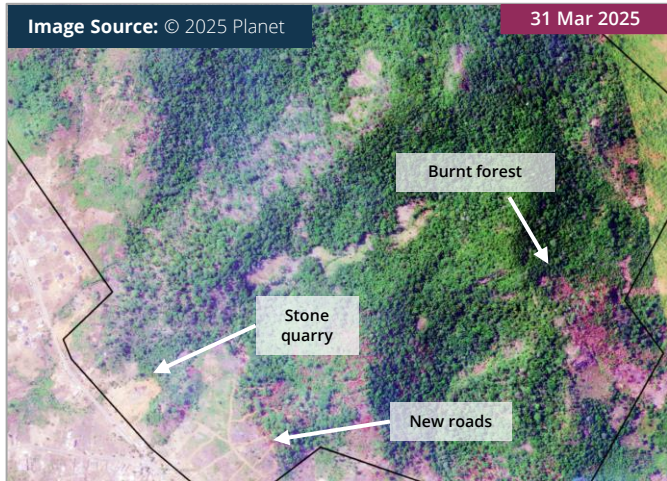 Image Source: © 2025 Planet
31 Mar 2025
Burnt forest
Stone
quarry
New roads